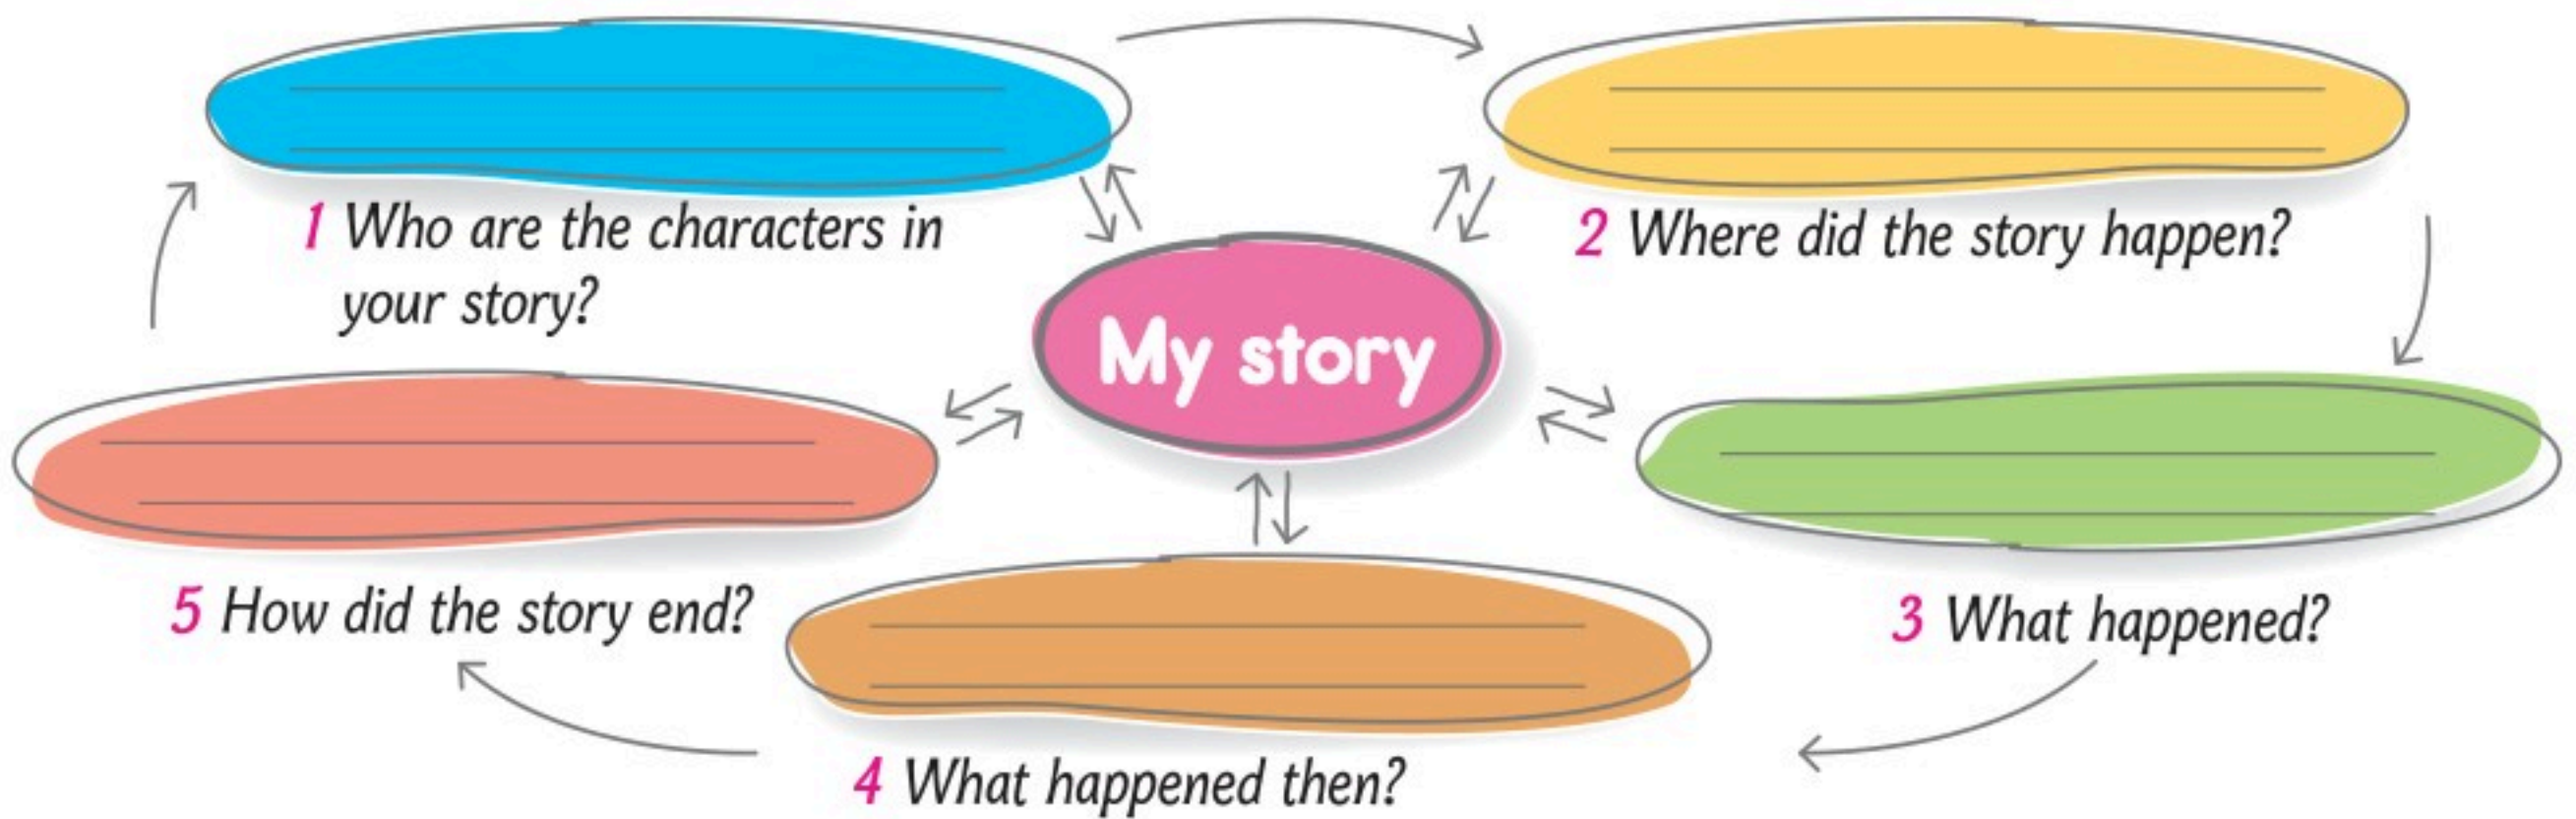 1 Who are the characters in
your story?
2 Where did the story happen?
My story
3 What happened?
4 What happened then?
5 How did the story end?